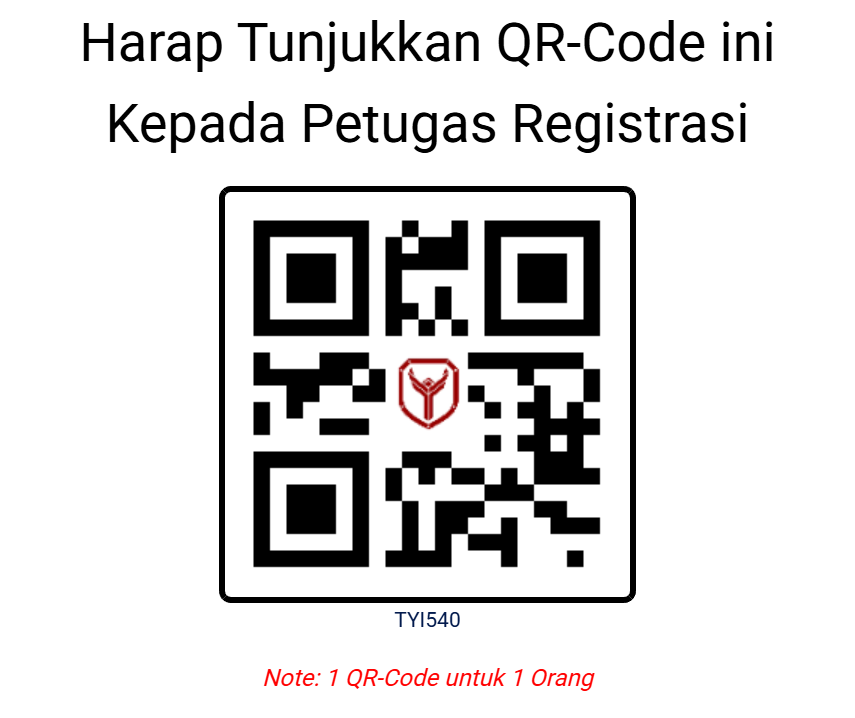 Harap Tunjukkan QR-Code ini
Kepada Petugas Registrasi
TYI540
Note: 1 QR-Code untuk 1 Orang